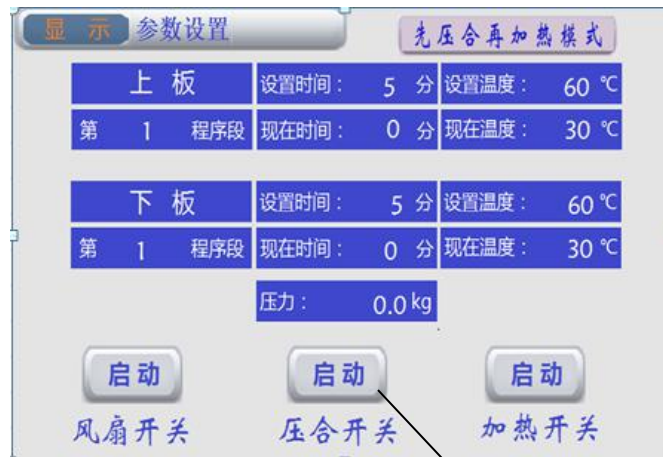 显 示 参数设置 先压合再加热模式
上 板 设置时间： 5 分 设置温度： 60 ℃
第 1 程序段 现在时间： 0 分 现在温度： 30 ℃
下 板 设置时间： 5 分 设置温度： 60 ℃
第 1 程序段 现在时间： 0 分 现在温度： 30 ℃
压力： 0.0 kg
启动 启动 启动
风扇开关 压合开关 加热开关